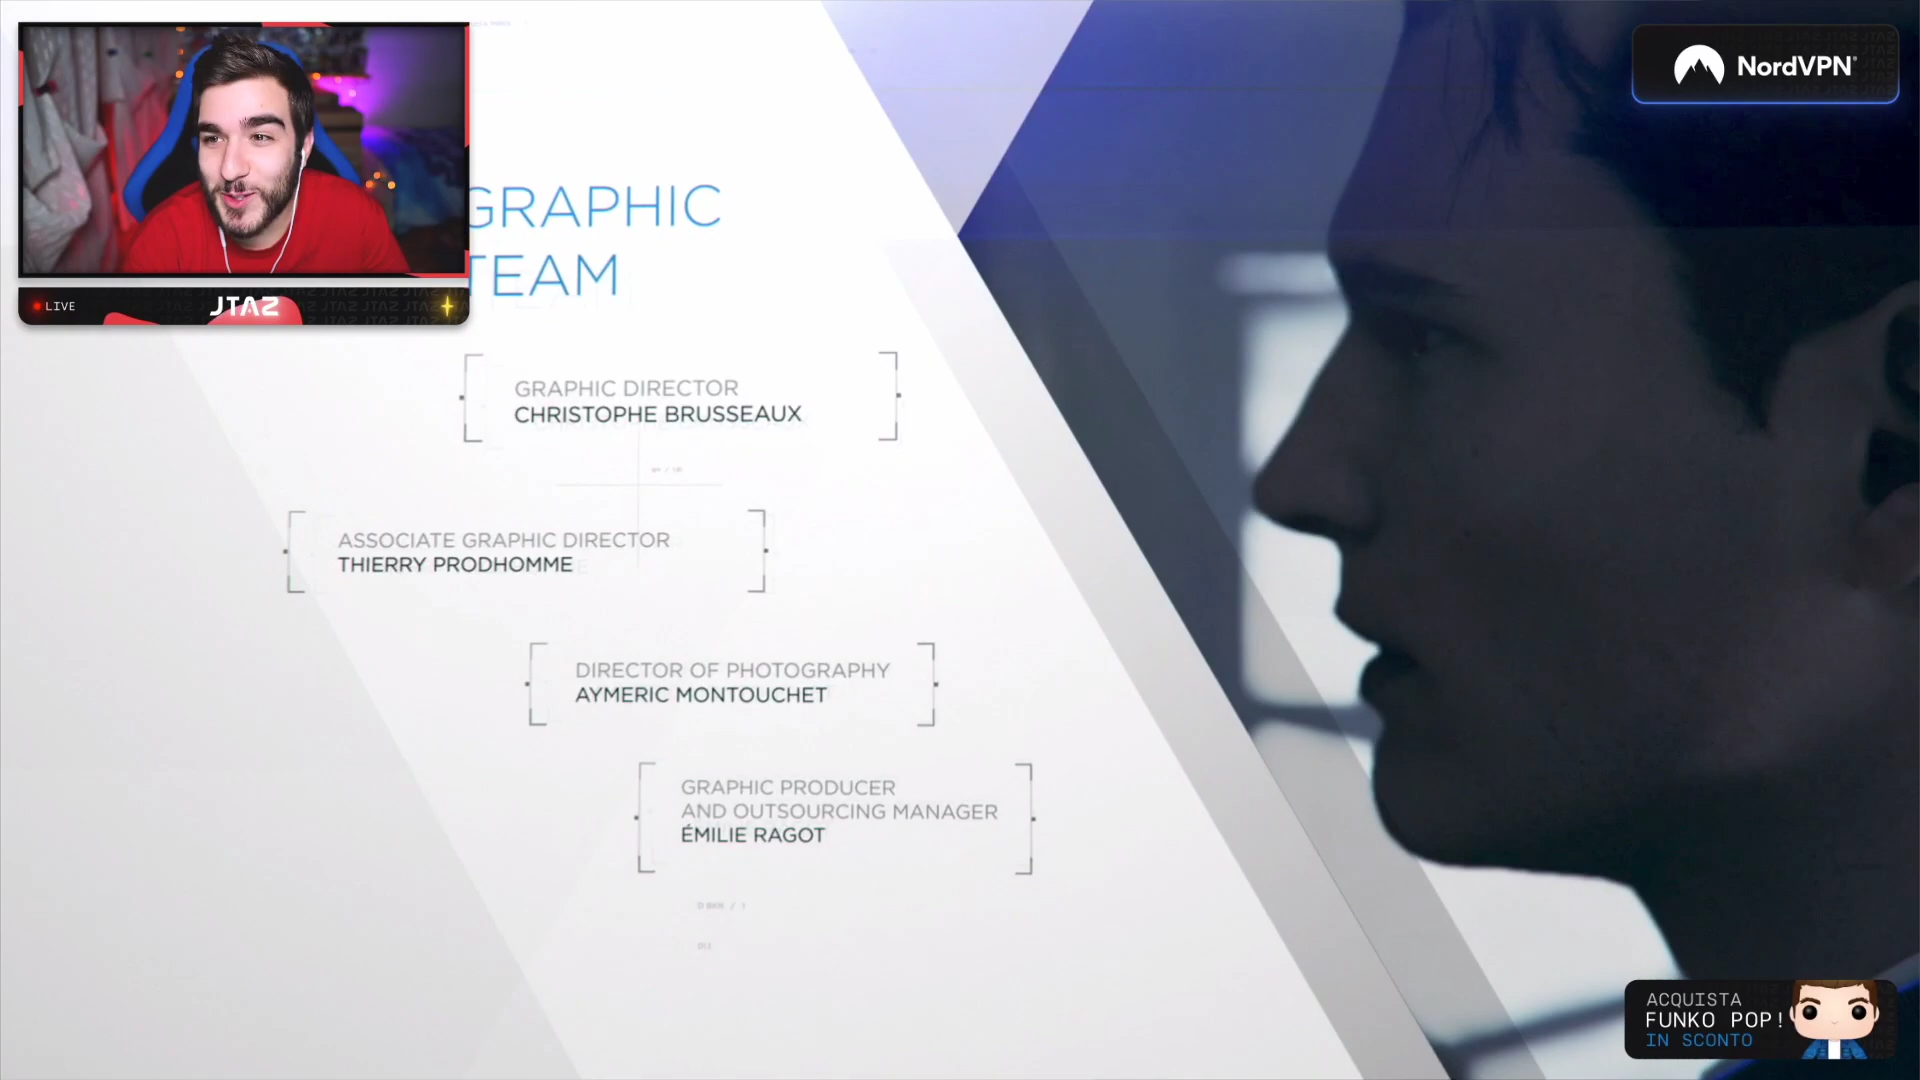 NordVPN®
LIVE
JTAZ
GRAPHIC
TEAM
GRAPHIC DIRECTOR
CHRISTOPHE BRUSSEAUX
ASSOCIATE GRAPHIC DIRECTOR
THIERRY PRODHOMME
DIRECTOR OF PHOTOGRAPHY
AYMERIC MONTOUCHET
GRAPHIC PRODUCER
AND OUTSOURCING MANAGER
ÉMILIE RAGOT
ACQUISTA
FUNKO POP!
IN SCONTO